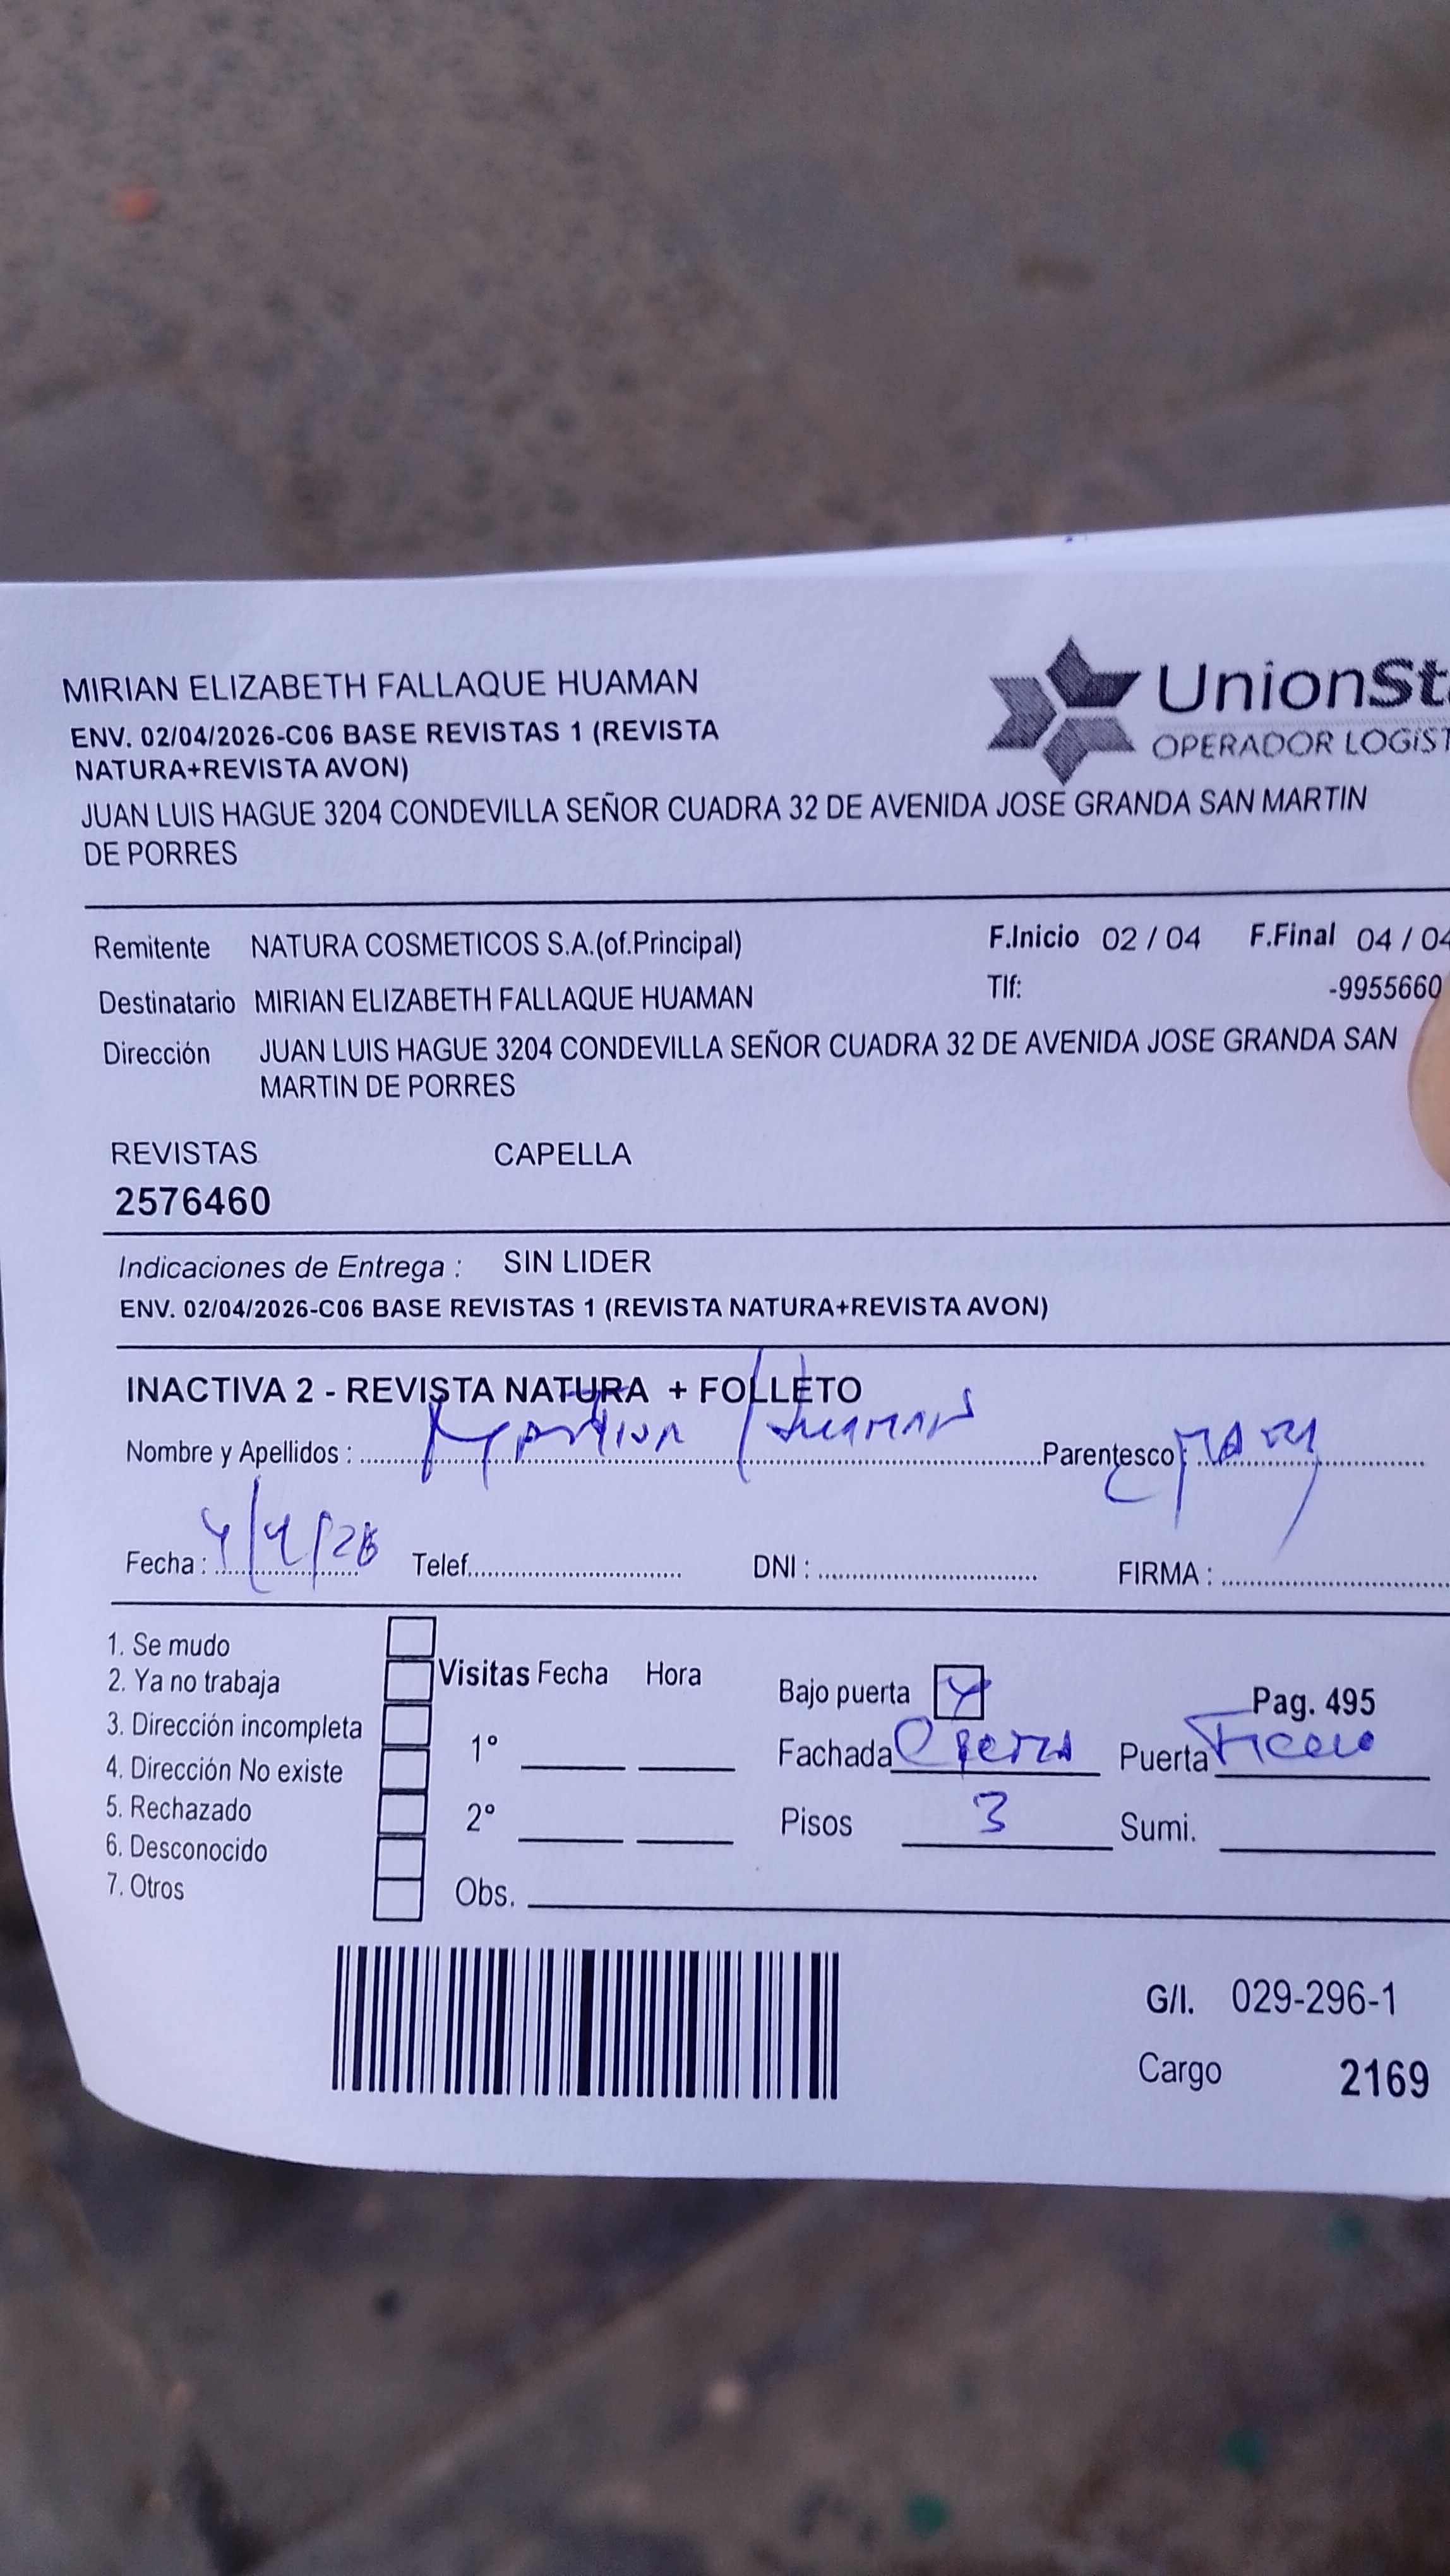 MIRIAN ELIZABETH FALLAQUE HUAMAN
ENV. 02/04/2026-C06 BASE REVISTAS 1 (REVISTA
NATURA+REVISTA AVON)
UnionSt
OPERADOR LOGIST
JUAN LUIS HAGUE 3204 CONDEVILLA SEÑOR CUADRA 32 DE AVENIDA JOSE GRANDA SAN MARTIN
DE PORRES
Remitente NATURA COSMETICOS S.A.(of.Principal) F.Inicio 02 / 04 F.Final 04 / 04
Destinatario MIRIAN ELIZABETH FALLAQUE HUAMAN Tlf: -9955660
Dirección JUAN LUIS HAGUE 3204 CONDEVILLA SEÑOR CUADRA 32 DE AVENIDA JOSE GRANDA SAN
MARTIN DE PORRES
REVISTAS CAPELLA
2576460
Indicaciones de Entrega : SIN LIDER
ENV. 02/04/2026-C06 BASE REVISTAS 1 (REVISTA NATURA+REVISTA AVON)
INACTIVA 2 - REVISTA NATURA + FOLLETO
Nombre y Apellidos : Huaman Parentesco :
Fecha : 4/4/26 Telef. DNI : FIRMA :
1. Se mudo
2. Ya no trabaja
3. Dirección incompleta
4. Dirección No existe
5. Rechazado
6. Desconocido
7. Otros
Visitas Fecha Hora
1º
2º
Obs.
Bajo puerta Pag. 495
Fachada Crema Puerta Fierro
Pisos 3 Sumi.
G/I. 029-296-1
Cargo 2169